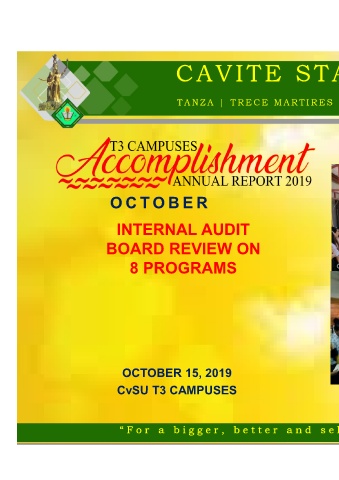 CAVITE STA
TANZA | TRECE MARTIRES
T3 CAMPUSES
Accomplishment
ANNUAL REPORT 2019
OCTOBER
INTERNAL AUDIT
BOARD REVIEW ON
8 PROGRAMS
OCTOBER 15, 2019
CvSU T3 CAMPUSES
"For a bigger, better and sel